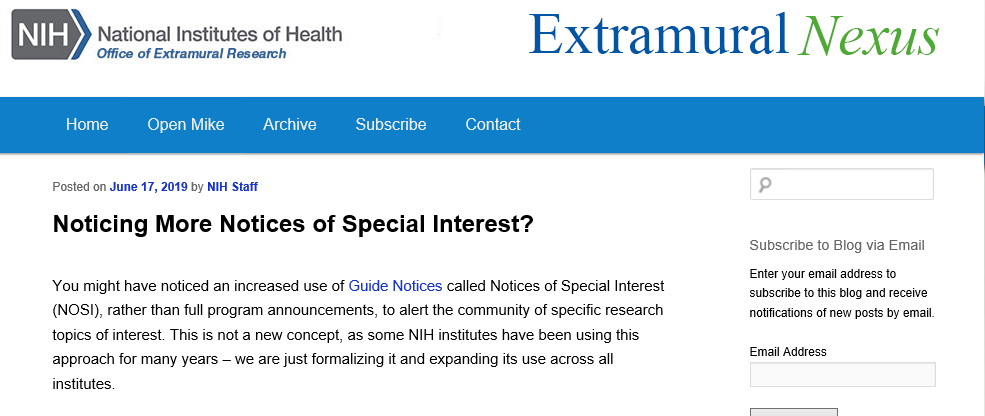 NIH National Institutes of Health
Office of Extramural Research
Extramural Nexus
Home Open Mike Archive Subscribe Contact
Posted on June 17, 2019 by NIH Staff
Noticing More Notices of Special Interest?
You might have noticed an increased use of Guide Notices called Notices of Special Interest
(NOSI), rather than full program announcements, to alert the community of specific research
topics of interest. This is not a new concept, as some NIH institutes have been using this
approach for many years – we are just formalizing it and expanding its use across all
institutes.
Subscribe to Blog via Email
Enter your email address to
subscribe to this blog and receive
notifications of new posts by email.
Email Address